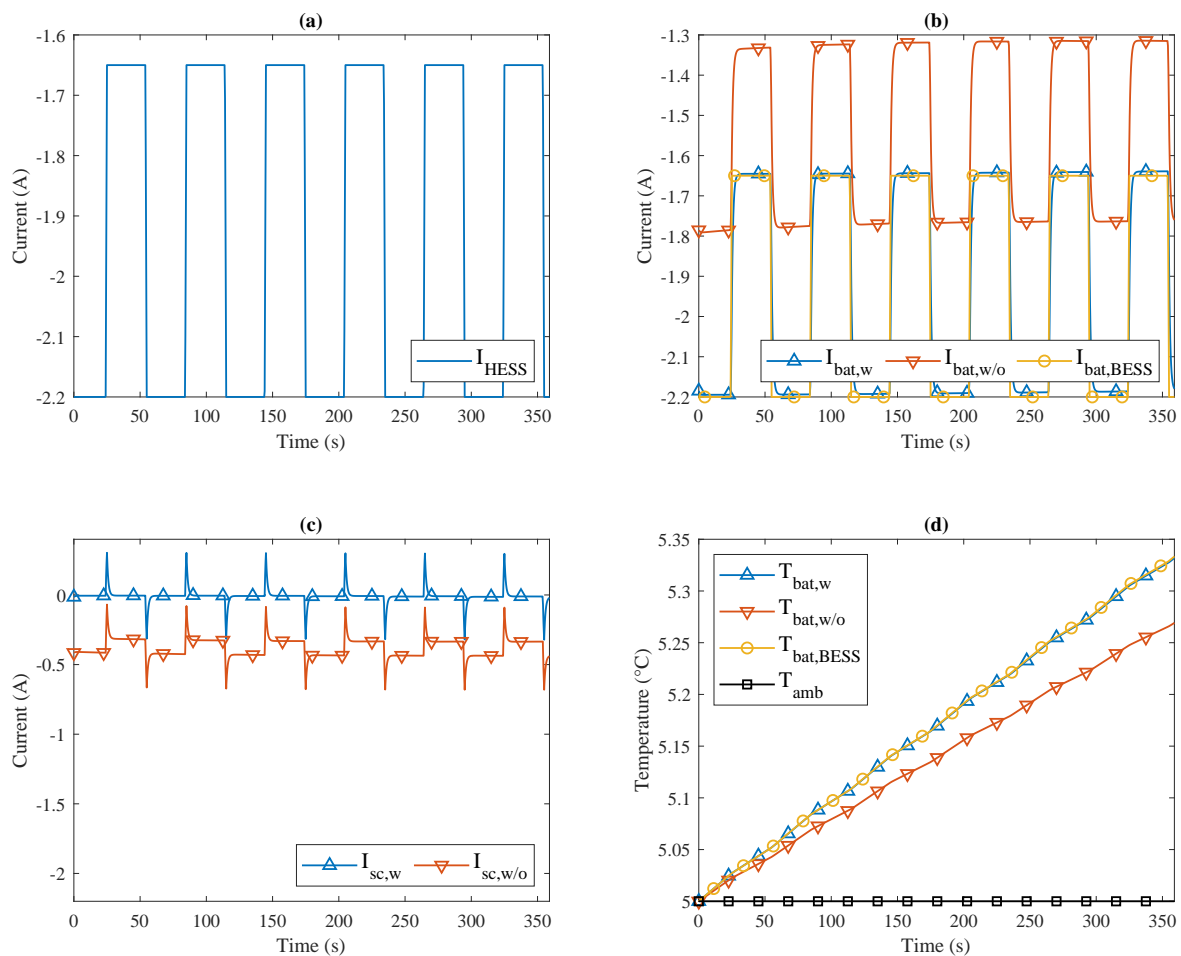 (a)
-1.6
-1.7
-1.8
-1.9
-2
-2.1
-2.2
Current (A)
I_HESS
0 50 100 150 200 250 300 350
Time (s)
(b)
-1.3
-1.4
-1.5
-1.6
-1.7
-1.8
-1.9
-2
-2.1
-2.2
Current (A)
I_bat,w I_bat,w/o I_bat,BESS
0 50 100 150 200 250 300 350
Time (s)
(c)
0
-0.5
-1
-1.5
-2
Current (A)
I_sc,w I_sc,w/o
0 50 100 150 200 250 300 350
Time (s)
(d)
5.35
5.3
5.25
5.2
5.15
5.1
5.05
5
Temperature (°C)
T_bat,w
T_bat,w/o
T_bat,BESS
T_amb
0 50 100 150 200 250 300 350
Time (s)